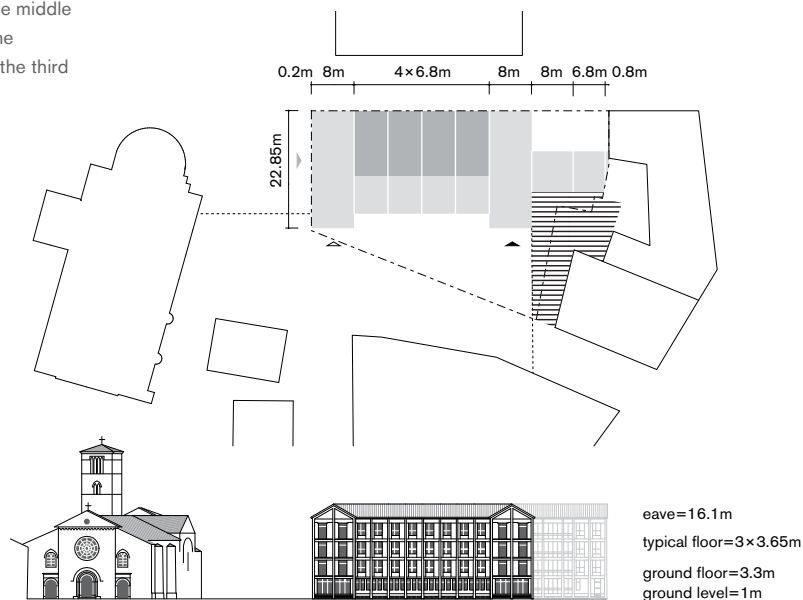 e middle
ne
the third
0.2m 8m 4×6.8m 8m 8m 6.8m 0.8m
22.85m
eave=16.1m
typical floor=3×3.65m
ground floor=3.3m
ground level=1m